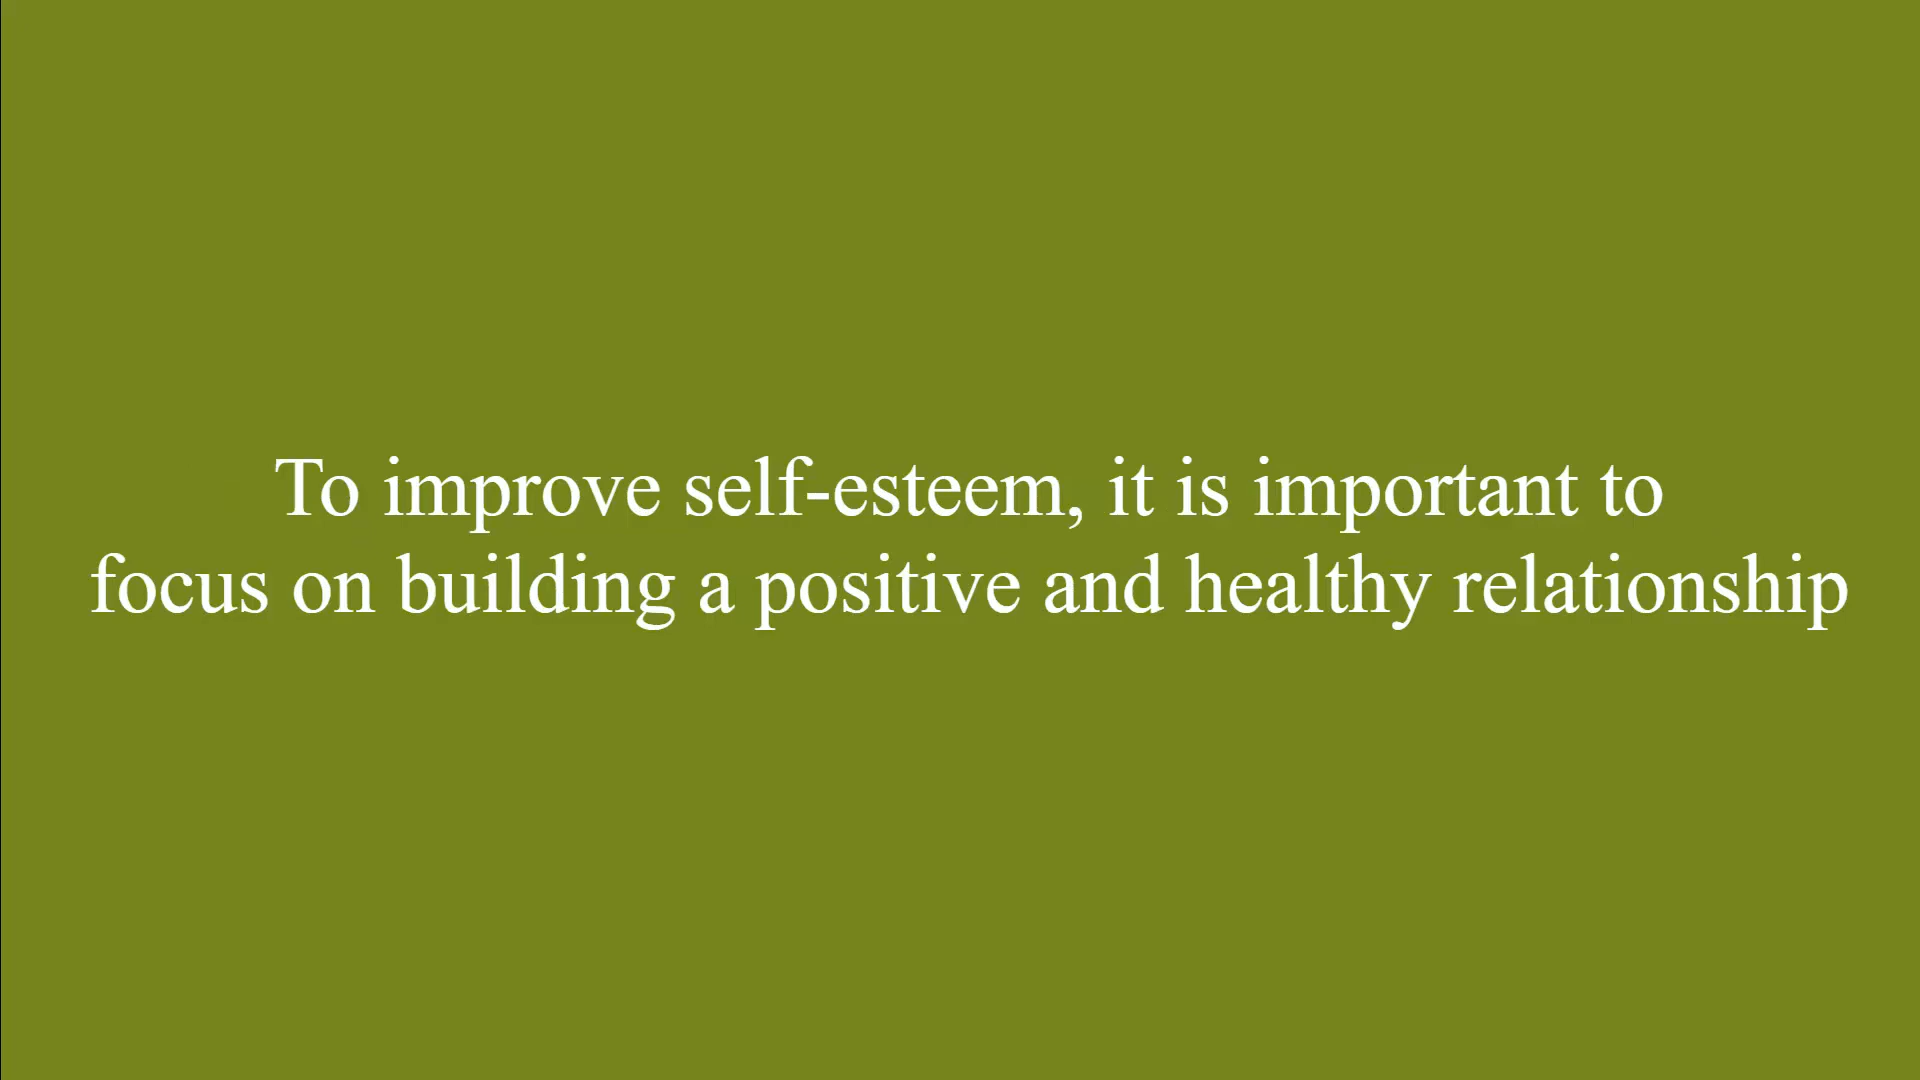 To improve self-esteem, it is important to
focus on building a positive and healthy relationship